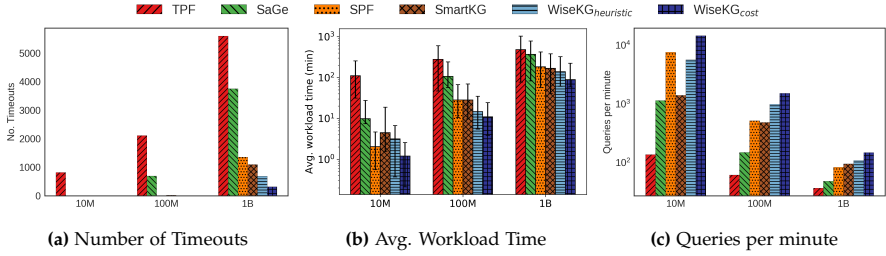 TPF SaGe SPF SmartKG WiseKG_heuristic WiseKG_cost
No. Timeouts
5000
4000
3000
2000
1000
0
10M 100M 1B
(a) Number of Timeouts
Avg. workload time (min)
10³
10²
10¹
10⁰
10M 100M 1B
(b) Avg. Workload Time
Queries per minute
10⁴
10³
10²
10M 100M 1B
(c) Queries per minute